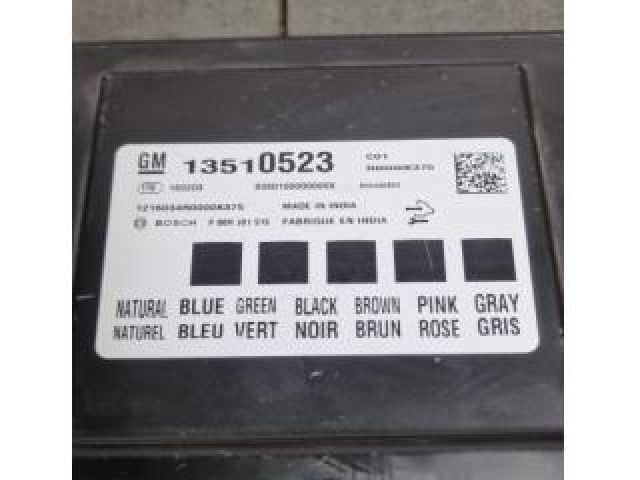 GM 13510523 C01
MADE IN INDIA
BOSCH FABRIQUE EN INDIA
NATURAL BLUE GREEN BLACK BROWN PINK GRAY
NATUREL BLEU VERT NOIR BRUN ROSE GRIS